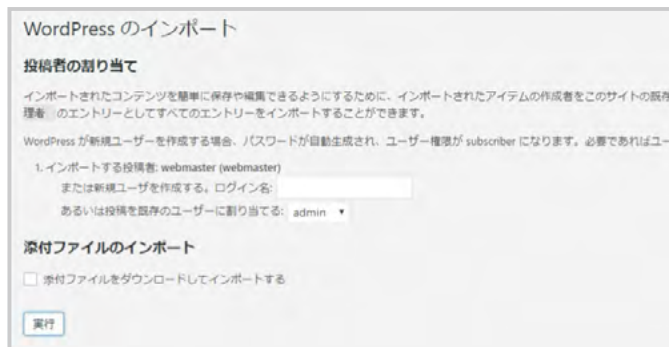 WordPress のインポート
投稿者の割り当て
インポートされたコンテンツを簡単に保存や編集できるようにするために、インポートされたアイテムの作成者をこのサイトの既存
理者 のエントリーとしてすべてのエントリーをインポートすることができます。
WordPress が新規ユーザーを作成する場合、パスワードが自動生成され、ユーザー権限が subscriber になります。必要であればユー
1. インポートする投稿者: webmaster (webmaster)
または新規ユーザを作成する。ログイン名:
あるいは投稿を既存のユーザーに割り当てる: admin
添付ファイルのインポート
添付ファイルをダウンロードしてインポートする
実行